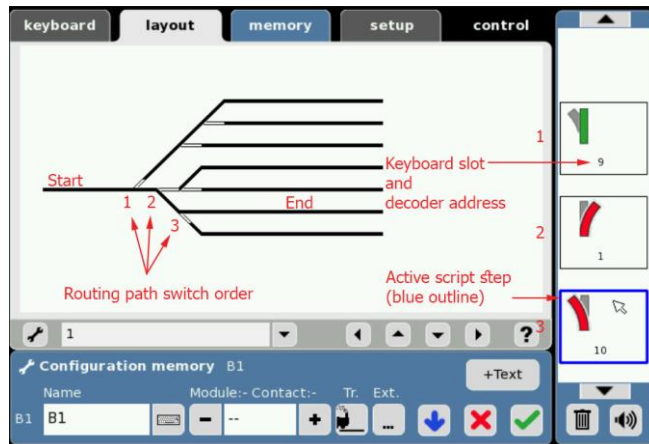 keyboard layout memory setup control
1
9
Keyboard slot
and
decoder address
Start
1 2
3
End
2
1
Routing path switch order
Active script step
(blue outline)
3
10
1
?
Configuration memory B1
+Text
Name Module:- Contact:- Tr. Ext.
B1 B1 - -- + ...